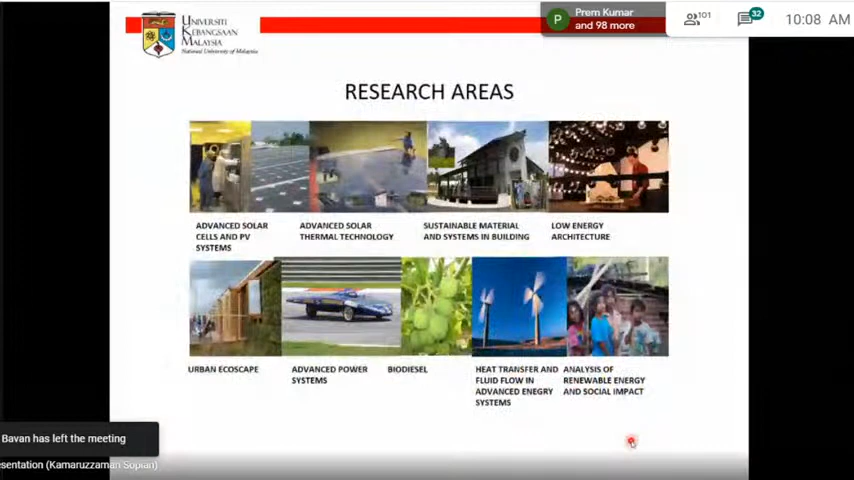 UNIVERSITI
KEBANGSAAN
MALAYSIA
National University of Malaysia
P
Prem Kumar
and 98 more
101
32
10:08 AM
RESEARCH AREAS
ADVANCED SOLAR
CELLS AND PV
SYSTEMS
ADVANCED SOLAR
THERMAL TECHNOLOGY
SUSTAINABLE MATERIAL
AND SYSTEMS IN BUILDING
LOW ENERGY
ARCHITECTURE
URBAN ECOSCAPE
ADVANCED POWER
SYSTEMS
BIODIESEL
HEAT TRANSFER AND
FLUID FLOW IN
ADVANCED ENEGRY
SYSTEMS
ANALYSIS OF
RENEWABLE ENERGY
AND SOCIAL IMPACT
Bavan has left the meeting
esentation (Kamaruzzaman Sopian)